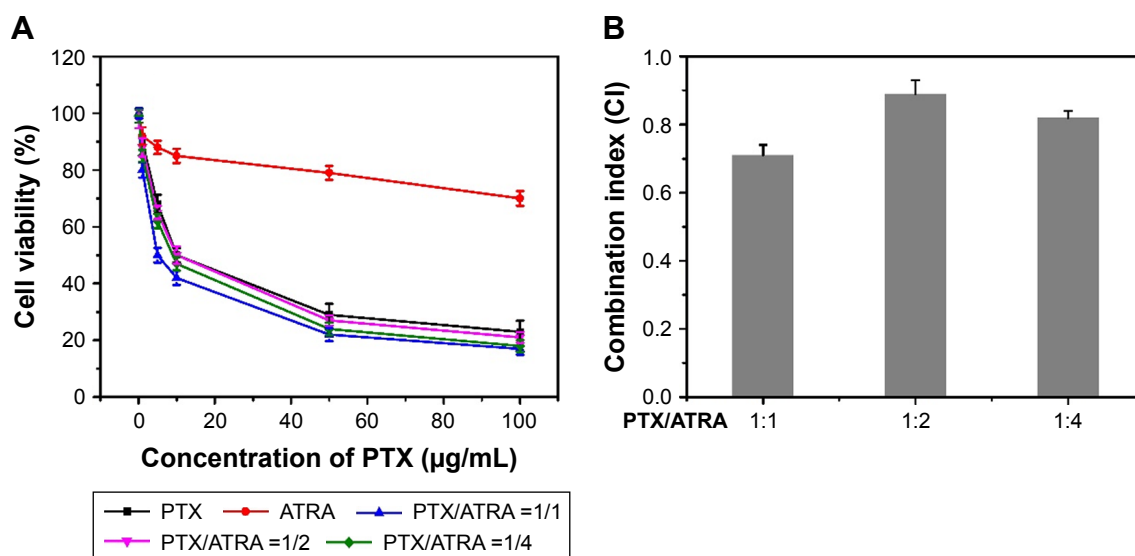 A
120
100
80
60
40
20
0
Cell viability (%)
0 20 40 60 80 100
Concentration of PTX (µg/mL)
PTX ATRA PTX/ATRA =1/1
PTX/ATRA =1/2 PTX/ATRA =1/4
B
1.0
0.8
0.6
0.4
0.2
0.0
Combination index (CI)
PTX/ATRA 1:1 1:2 1:4